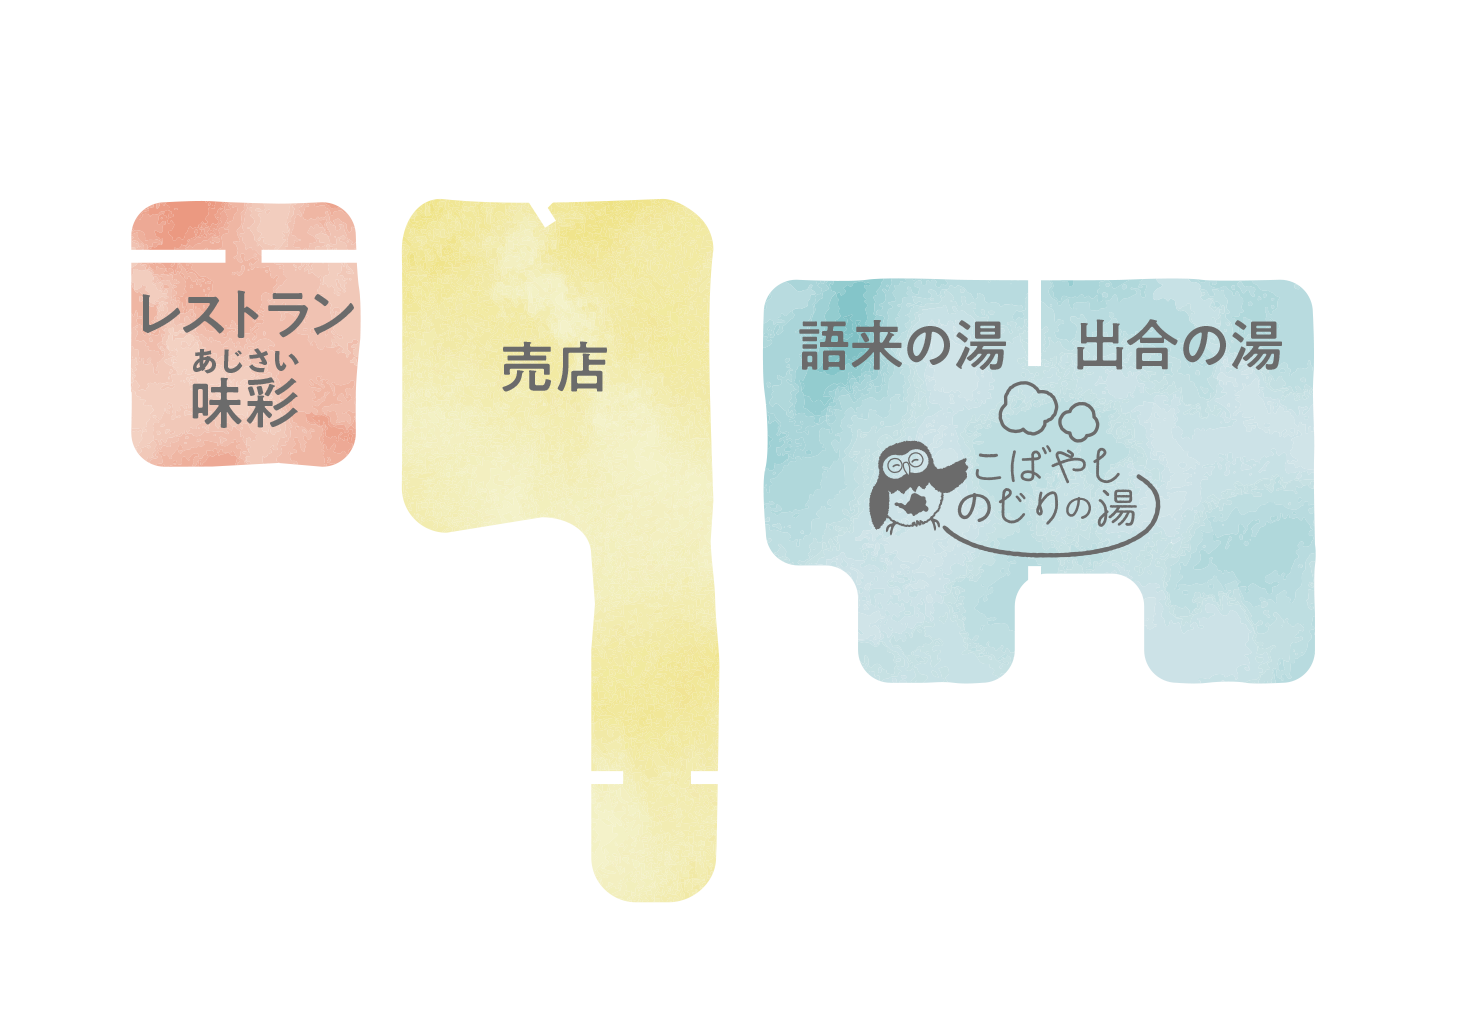 レストラン
あじさい
味彩
売店
語来の湯
出合の湯
こばやし
のじりの湯